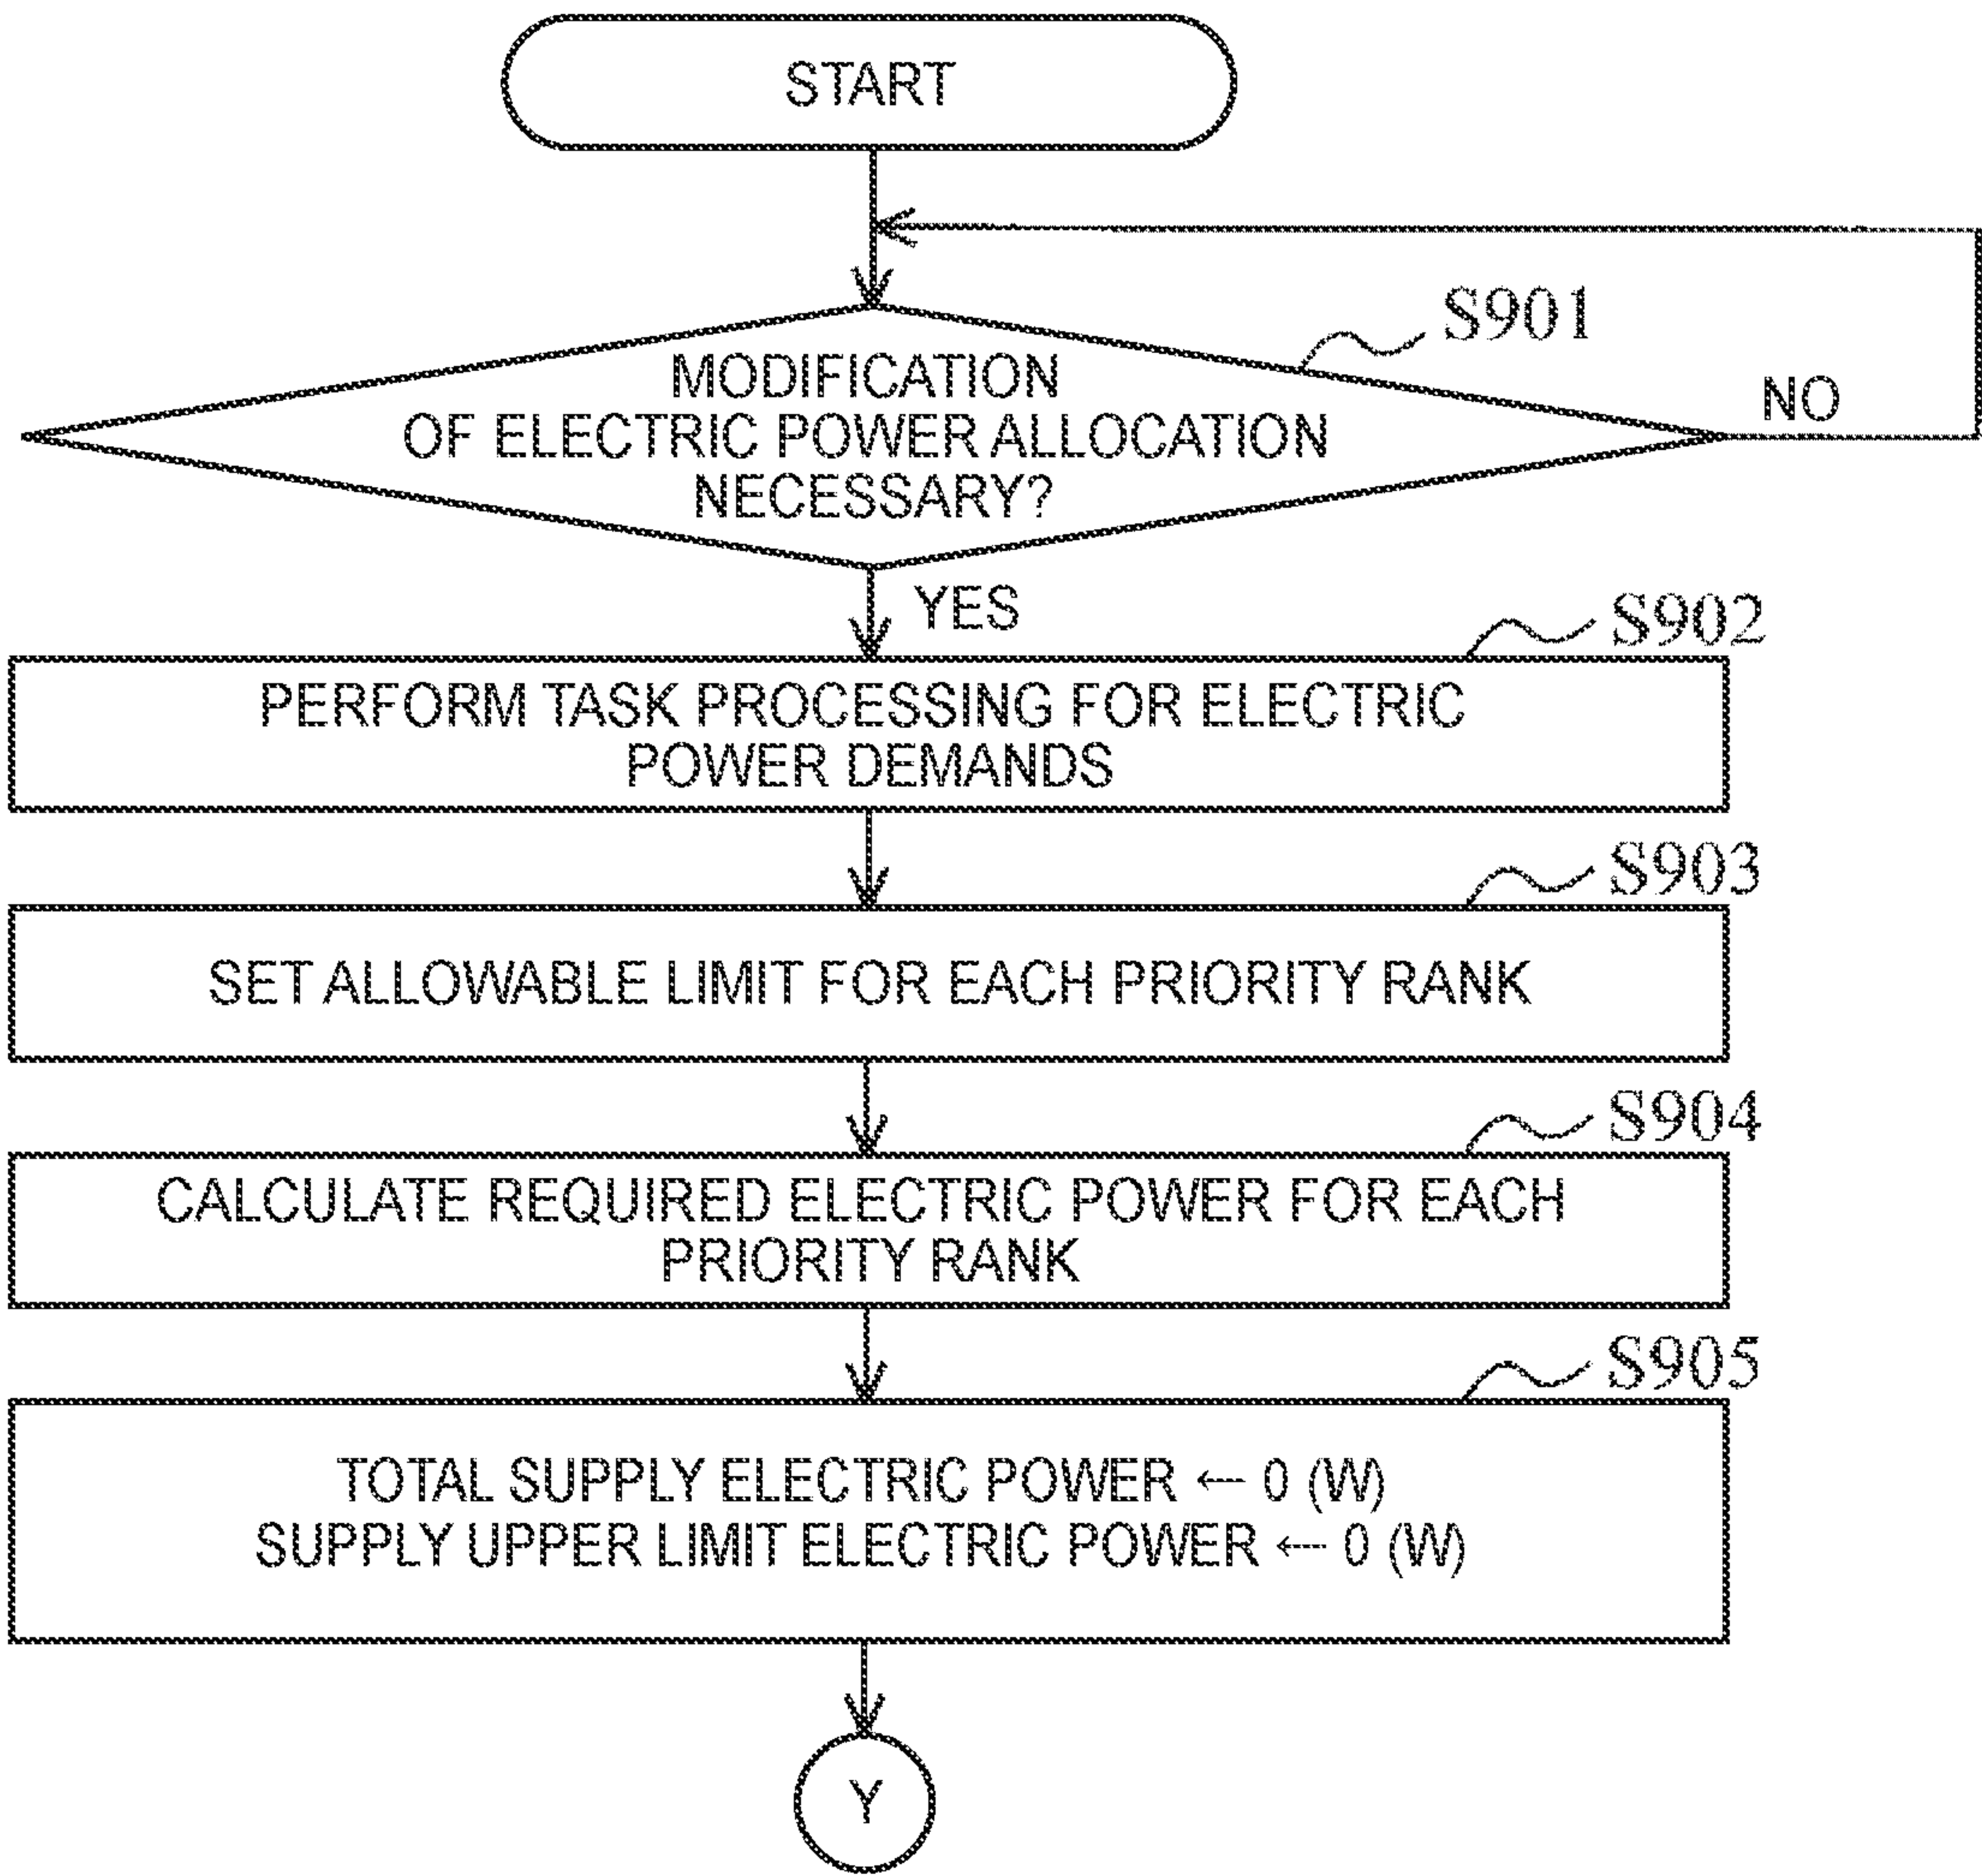 START
S901
MODIFICATION
OF ELECTRIC POWER ALLOCATION
NECESSARY?
NO
YES
S902
PERFORM TASK PROCESSING FOR ELECTRIC
POWER DEMANDS
S903
SET ALLOWABLE LIMIT FOR EACH PRIORITY RANK
S904
CALCULATE REQUIRED ELECTRIC POWER FOR EACH
PRIORITY RANK
S905
TOTAL SUPPLY ELECTRIC POWER ← 0 (W)
SUPPLY UPPER LIMIT ELECTRIC POWER ← 0 (W)
Y